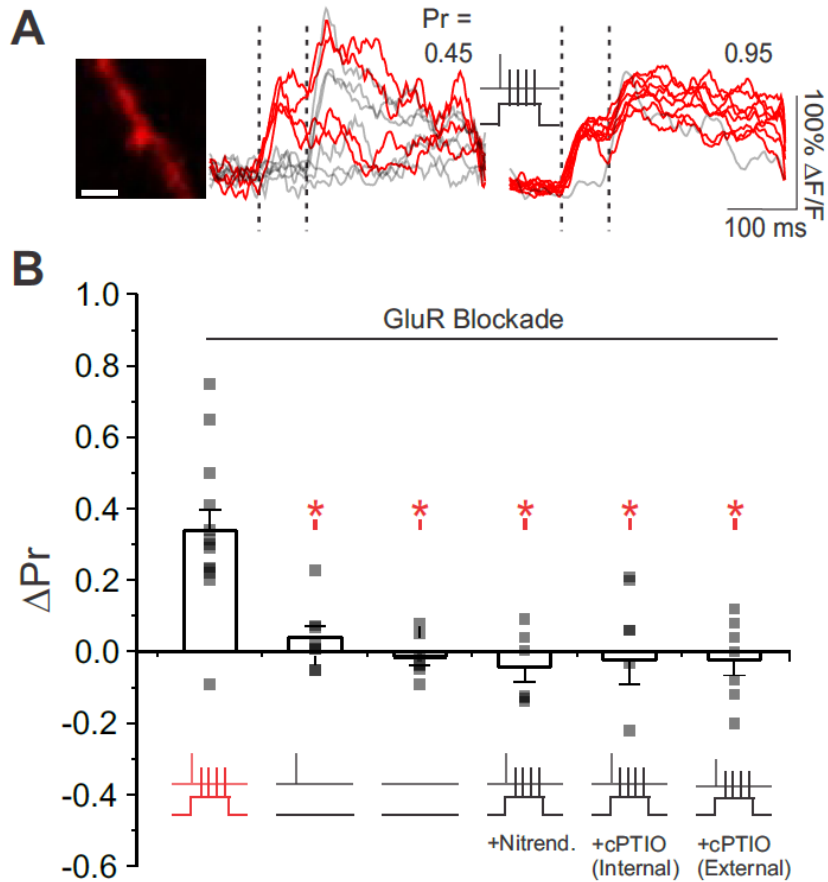 A
Pr =
0.45
0.95
100% ΔF/F
100 ms
B
GluR Blockade
1.0
0.8
0.6
0.4
0.2
0.0
-0.2
-0.4
-0.6
ΔPr
* * * * *
+Nitrend.
+cPTIO
(Internal)
+cPTIO
(External)